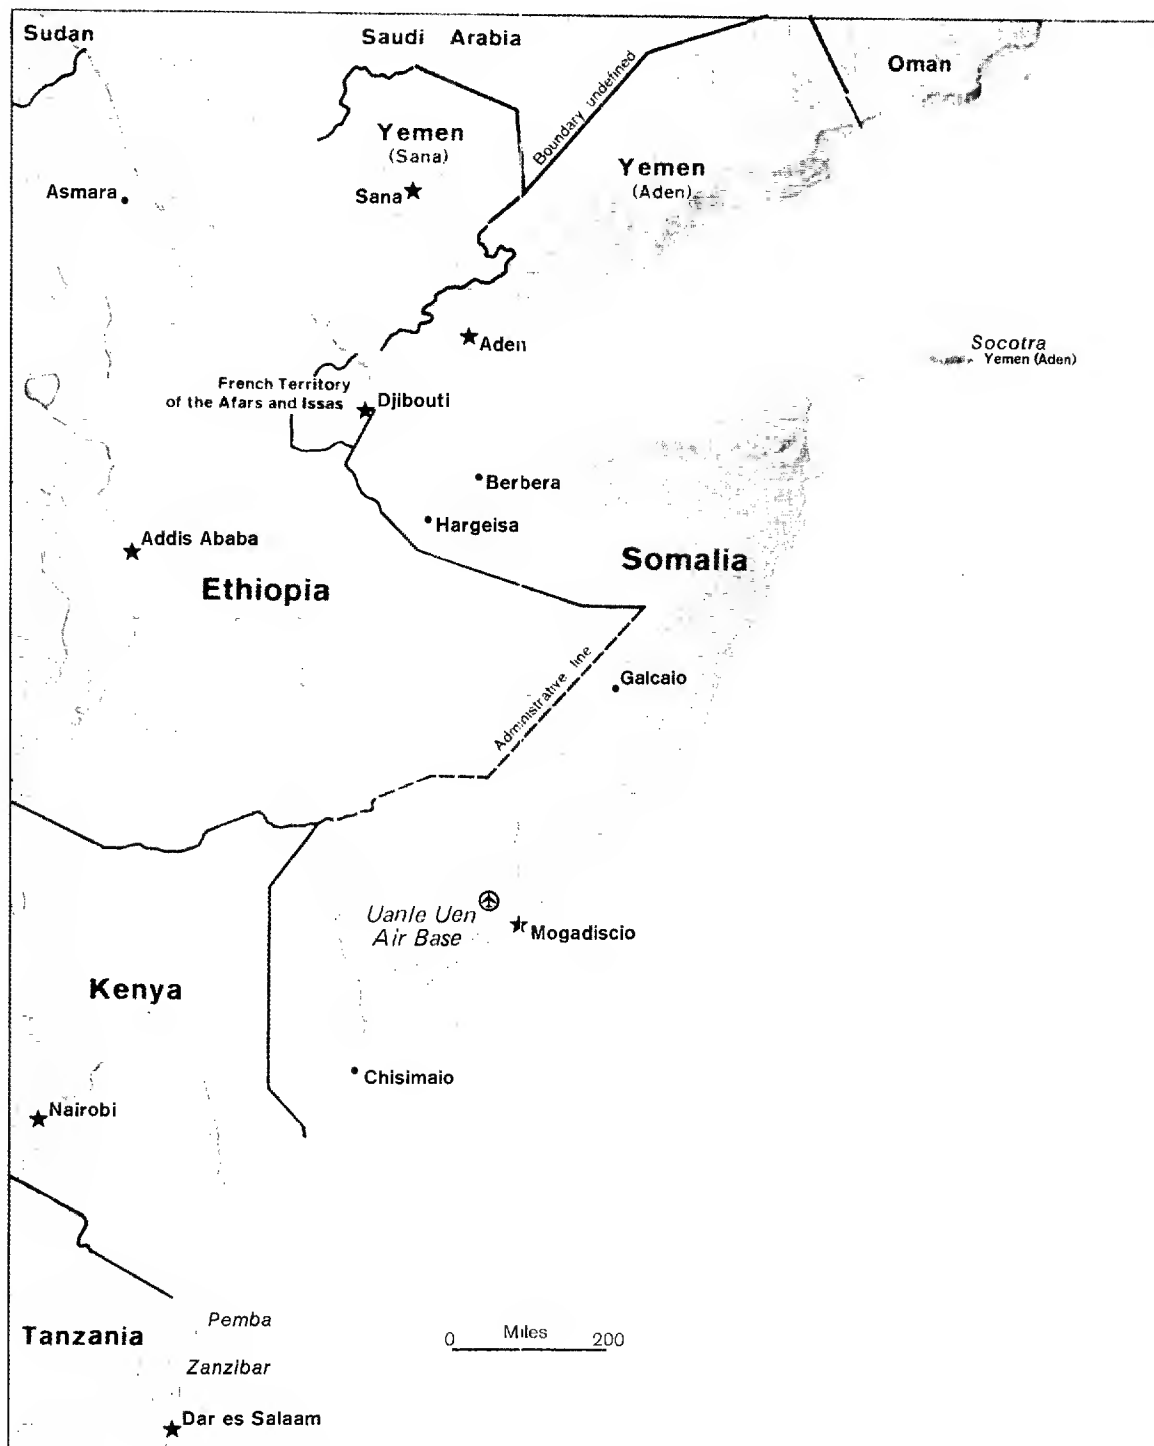 Sudan
Saudi Arabia
Oman
Boundary undefined
Yemen
(Sana)
Yemen
(Aden)
Asmara
Sana
Aden
Socotra
Yemen (Aden)
French Territory
of the Afars and Issas
Djibouti
Berbera
Hargeisa
Addis Ababa
Somalia
Ethiopia
Administrative line
Galcaio
Uanle Uen
Air Base
Mogadiscio
Kenya
Chisimaio
Nairobi
Pemba
Tanzania
0 Miles 200
Zanzibar
Dar es Salaam